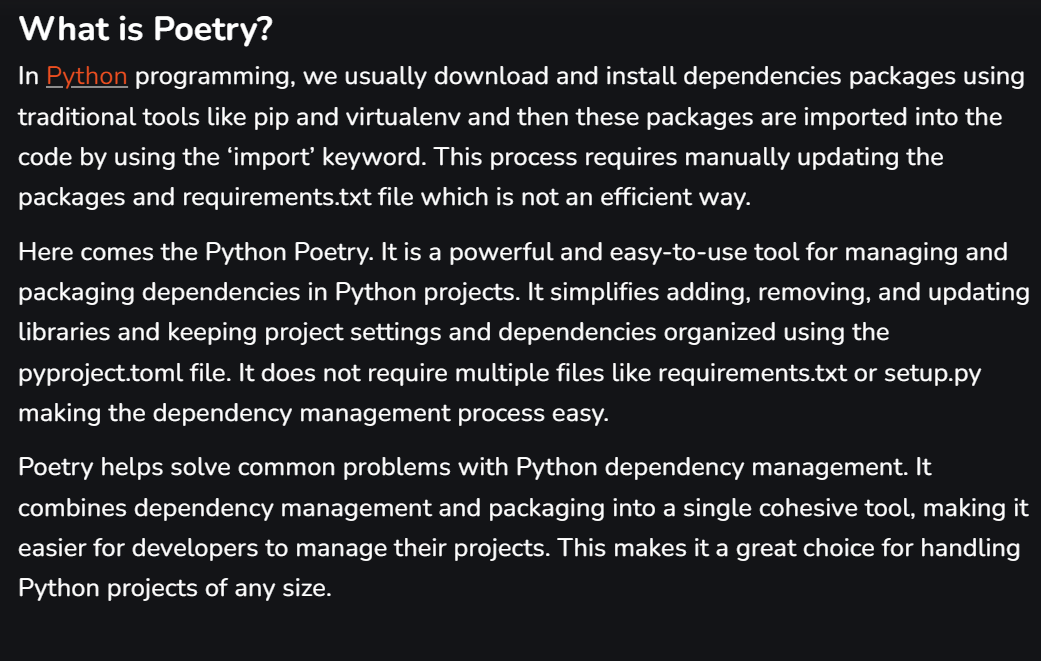 What is Poetry?
In Python programming, we usually download and install dependencies packages using
traditional tools like pip and virtualenv and then these packages are imported into the
code by using the ‘import’ keyword. This process requires manually updating the
packages and requirements.txt file which is not an efficient way.
Here comes the Python Poetry. It is a powerful and easy-to-use tool for managing and
packaging dependencies in Python projects. It simplifies adding, removing, and updating
libraries and keeping project settings and dependencies organized using the
pyproject.toml file. It does not require multiple files like requirements.txt or setup.py
making the dependency management process easy.
Poetry helps solve common problems with Python dependency management. It
combines dependency management and packaging into a single cohesive tool, making it
easier for developers to manage their projects. This makes it a great choice for handling
Python projects of any size.